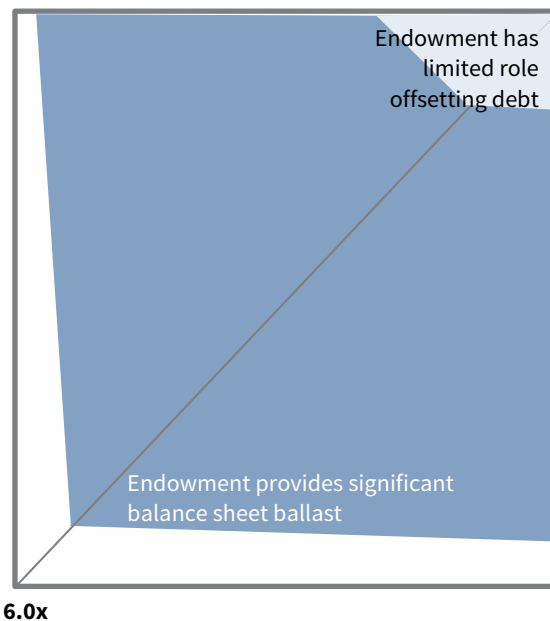 Endowment has
limited role
offsetting debt
Endowment provides significant
balance sheet ballast
6.0x